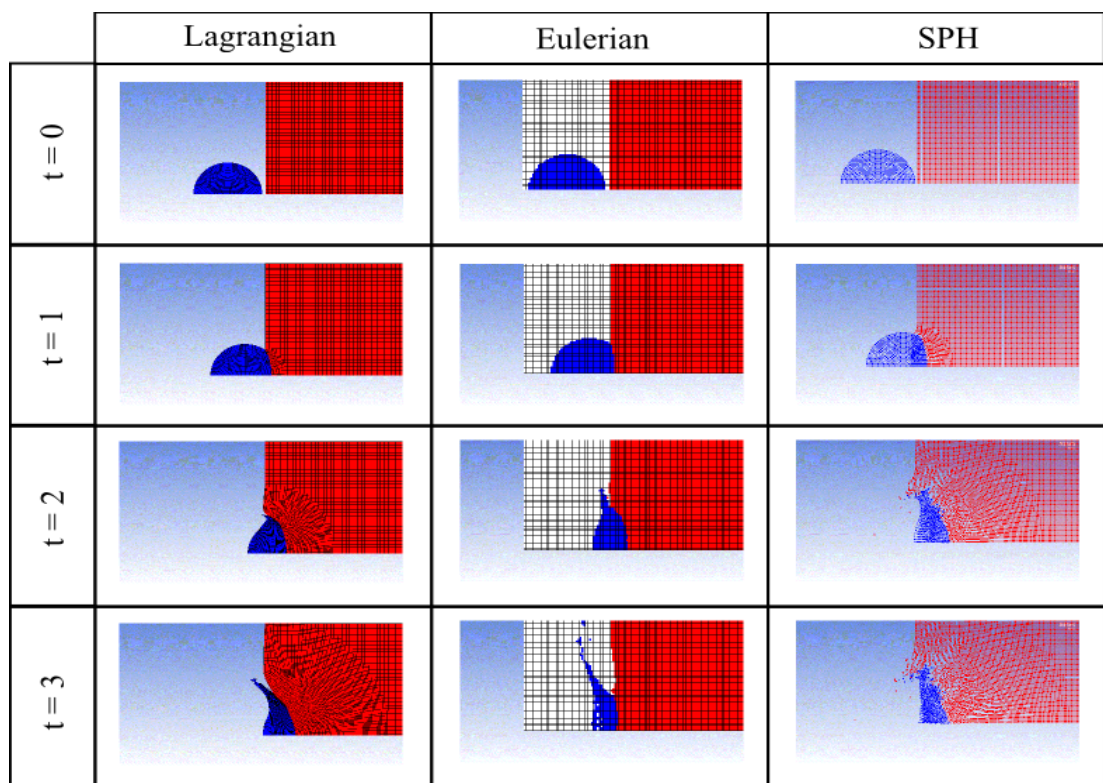 Lagrangian
Eulerian
SPH
t = 0
t = 1
t = 2
t = 3